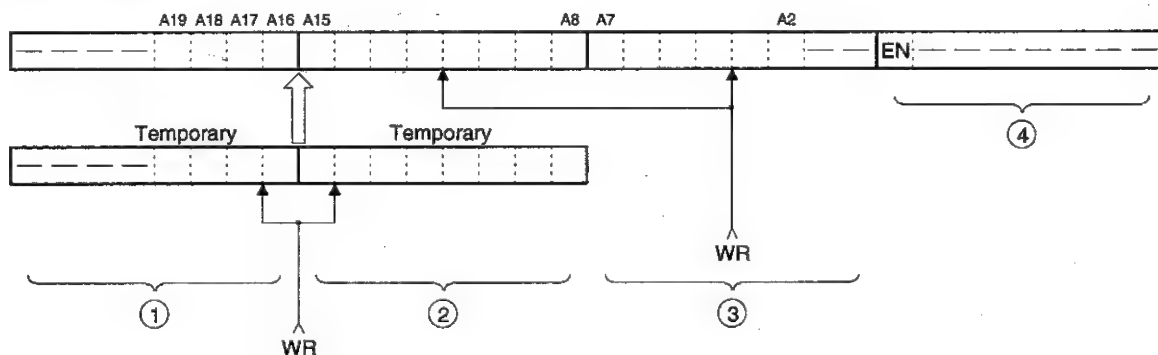 A19 A18 A17 A16 A15 A8 A7 A2
EN
Temporary Temporary
4
WR
1 2 3
WR